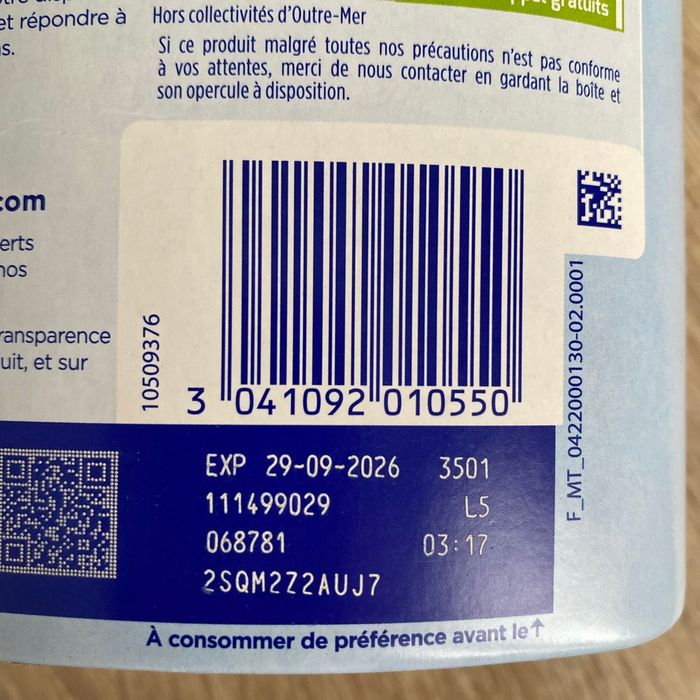 et répondre à
s.
gratuits
Hors collectivités d'Outre-Mer
Si ce produit malgré toutes nos précautions n'est pas conforme
à vos attentes, merci de nous contacter en gardant la boîte et
son opercule à disposition.
com
erts
nos
ransparence
uit, et sur
10509376
3 041092 010550
F_MT_0422000130-02.0001
EXP 29-09-2026 3501
111499029 L5
068781 03:17
2SQM2Z2AUJ7
À consommer de préférence avant le↑